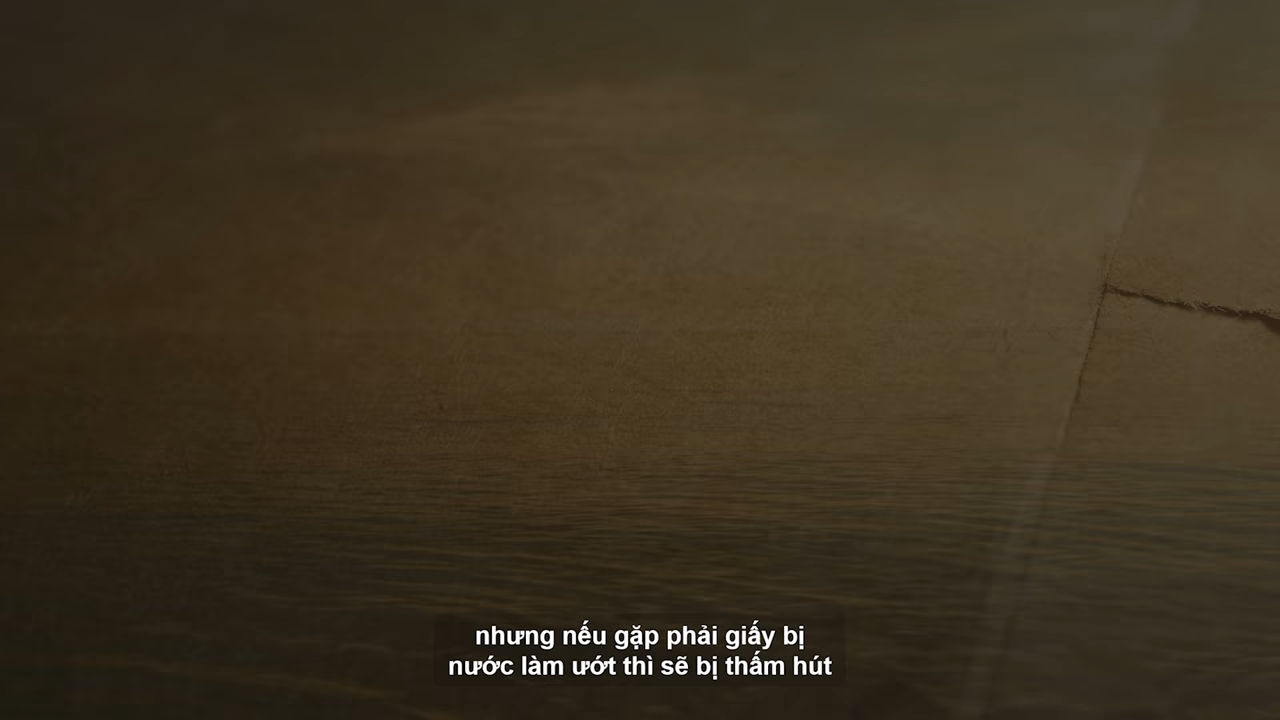 nhưng nếu gặp phải giấy bị
nước làm ướt thì sẽ bị thấm hút